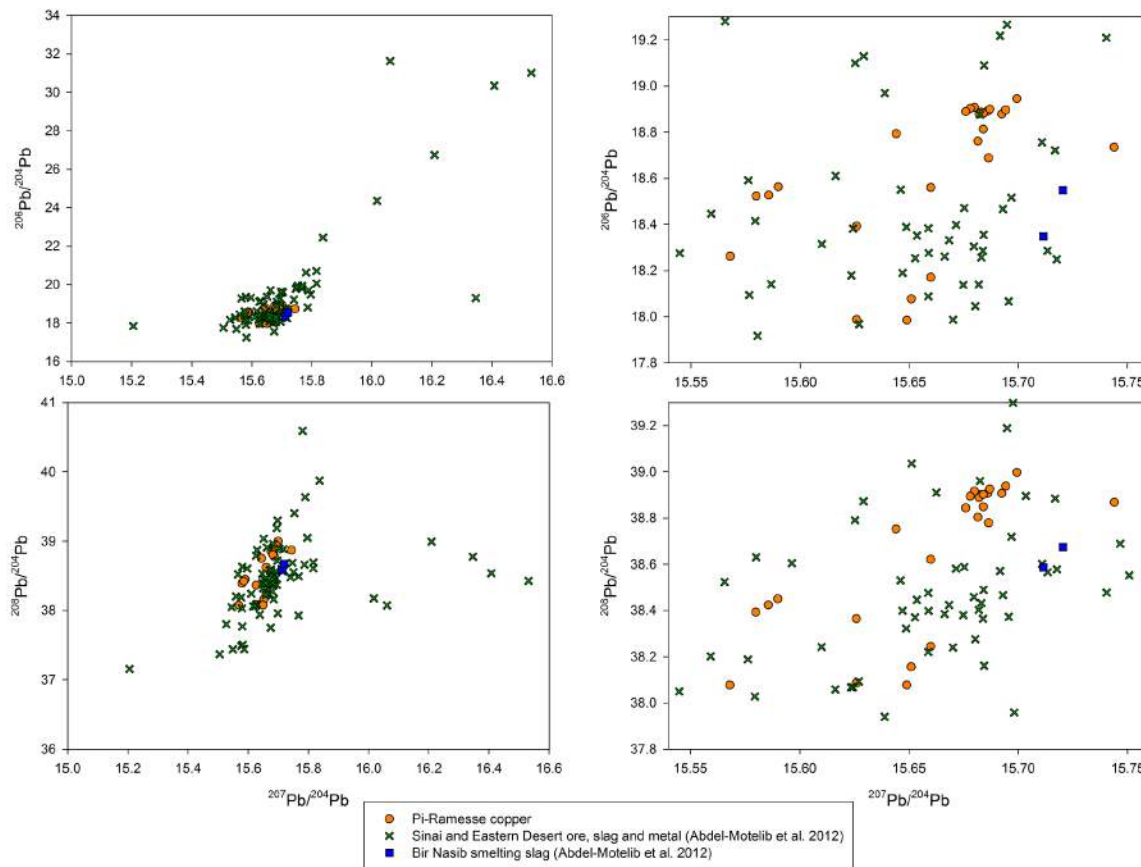 34
32
30
28
26
24
22
20
18
16
²⁰⁶Pb/²⁰⁴Pb
15.0 15.2 15.4 15.6 15.8 16.0 16.2 16.4 16.6
19.2
19.0
18.8
18.6
18.4
18.2
18.0
17.8
²⁰⁶Pb/²⁰⁴Pb
15.55 15.60 15.65 15.70 15.75
41
40
39
38
37
36
²⁰⁸Pb/²⁰⁴Pb
15.0 15.2 15.4 15.6 15.8 16.0 16.2 16.4 16.6
²⁰⁷Pb/²⁰⁴Pb
39.2
39.0
38.8
38.6
38.4
38.2
38.0
37.8
²⁰⁸Pb/²⁰⁴Pb
15.55 15.60 15.65 15.70 15.75
²⁰⁷Pb/²⁰⁴Pb
Pi-Ramesse copper
Sinai and Eastern Desert ore, slag and metal (Abdel-Motelib et al. 2012)
Bir Nasib smelting slag (Abdel-Motelib et al. 2012)